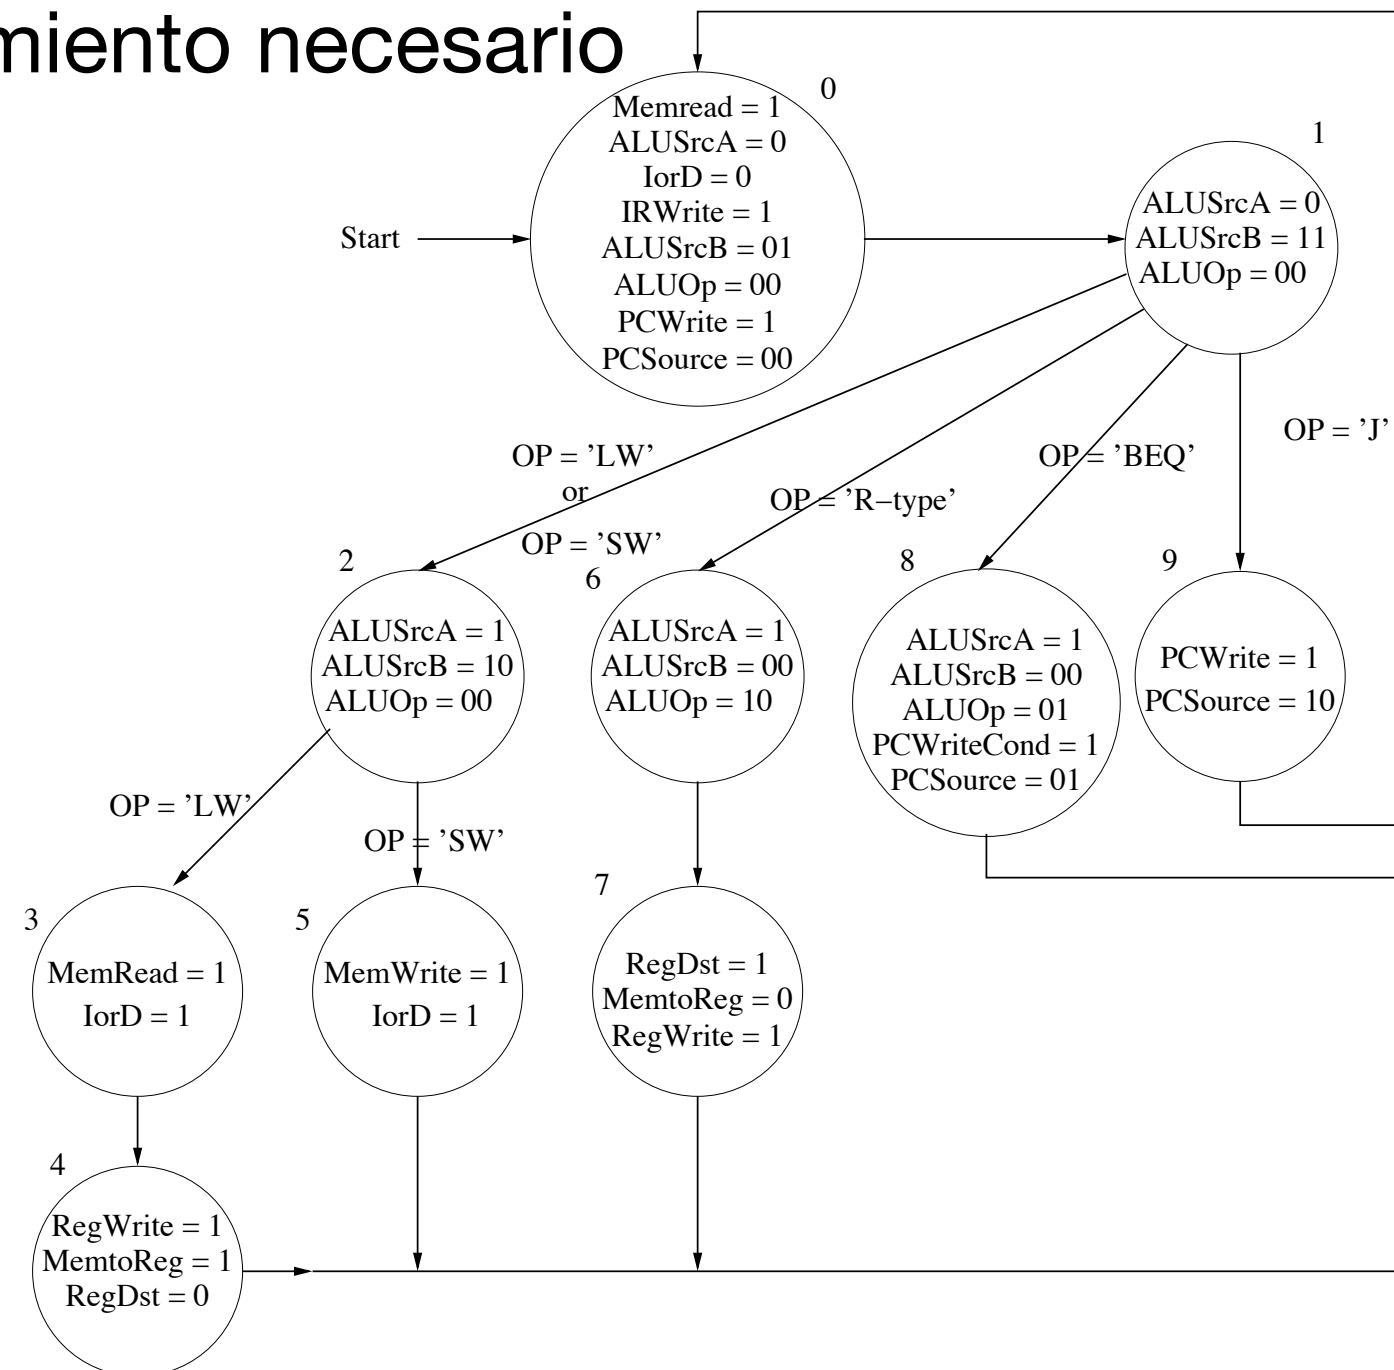 miento necesario
0
Memread = 1
ALUSrcA = 0
IorD = 0
IRWrite = 1
ALUSrcB = 01
ALUOp = 00
PCWrite = 1
PCSource = 00
Start
1
ALUSrcA = 0
ALUSrcB = 11
ALUOp = 00
OP = ’LW’
or
OP = ’SW’
OP = ’R−type’
OP = ’BEQ’
OP = ’J’
2
ALUSrcA = 1
ALUSrcB = 10
ALUOp = 00
6
ALUSrcA = 1
ALUSrcB = 00
ALUOp = 10
8
ALUSrcA = 1
ALUSrcB = 00
ALUOp = 01
PCWriteCond = 1
PCSource = 01
9
PCWrite = 1
PCSource = 10
OP = ’LW’
OP = ’SW’
3
MemRead = 1
IorD = 1
5
MemWrite = 1
IorD = 1
7
RegDst = 1
MemtoReg = 0
RegWrite = 1
4
RegWrite = 1
MemtoReg = 1
RegDst = 0